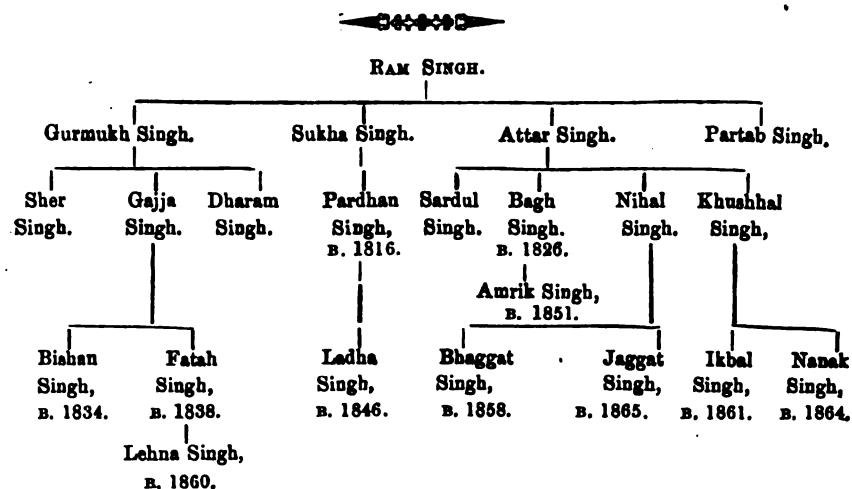 RAM SINGH.
Gurmukh Singh. Sukha Singh. Attar Singh. Partab Singh.
Sher Gajja Dharam Pardhan Sardul Bagh Nihal Khushhal
Singh. Singh. Singh. Singh, Singh. Singh. Singh. Singh,
B. 1816. B. 1826.
Amrik Singh,
B. 1851.
Bishan Fatah Ladha Bhaggat Jaggat Ikbal Nanak
Singh, Singh, Singh, Singh, Singh, Singh, Singh,
B. 1834. B. 1838. B. 1846. B. 1858. B. 1865. B. 1861. B. 1864.
Lehna Singh,
B. 1860.